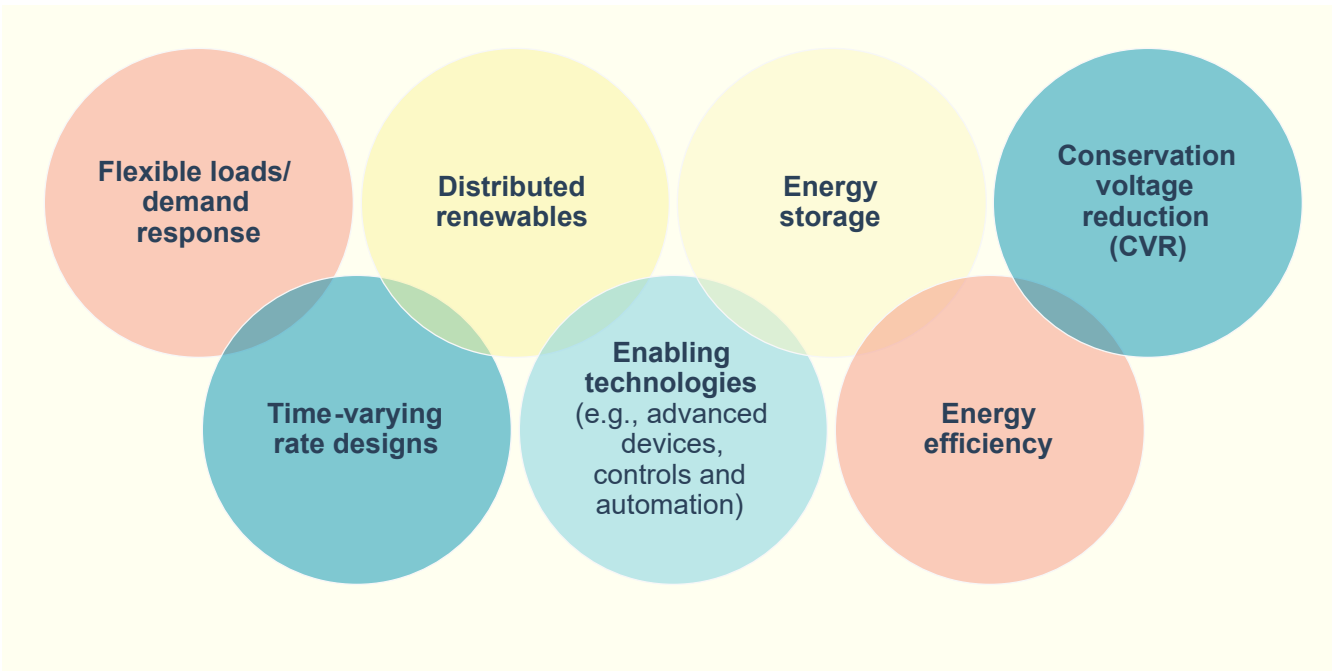 Flexible loads/
demand
response
Distributed
renewables
Energy
storage
Conservation
voltage
reduction
(CVR)
Time-varying
rate designs
Enabling
technologies
(e.g., advanced
devices,
controls and
automation)
Energy
efficiency